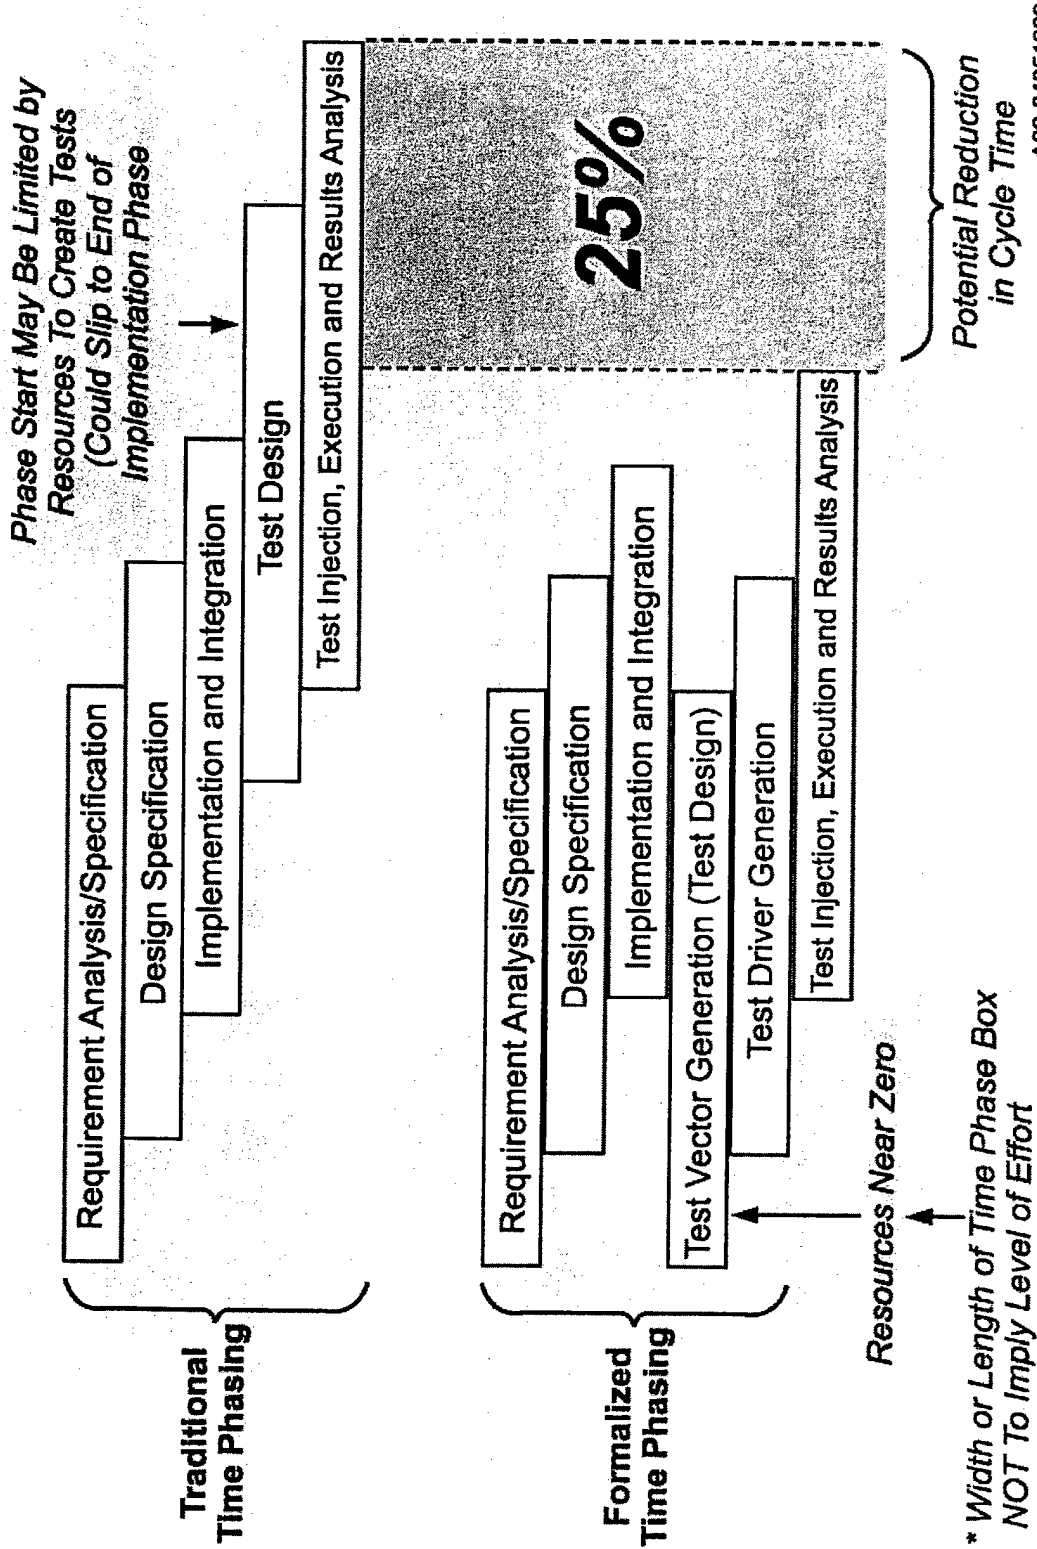 Phase Start May Be Limited by
Resources To Create Tests
(Could Slip to End of
Implementation Phase
Traditional
Time Phasing
Requirement Analysis/Specification
Design Specification
Implementation and Integration
Test Design
Test Injection, Execution and Results Analysis
25%
Formalized
Time Phasing
Requirement Analysis/Specification
Design Specification
Implementation and Integration
Test Vector Generation (Test Design)
Test Driver Generation
Test Injection, Execution and Results Analysis
Resources Near Zero
Potential Reduction
in Cycle Time
* Width or Length of Time Phase Box
NOT To Imply Level of Effort